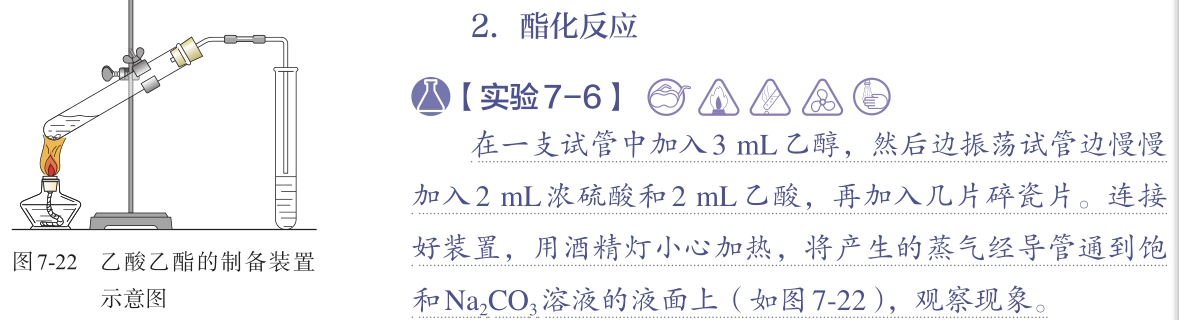 2. 酯化反应
【实验7-6】
在一支试管中加入3 mL乙醇，然后边振荡试管边慢慢
加入2 mL浓硫酸和2 mL乙酸，再加入几片碎瓷片。连接
好装置，用酒精灯小心加热，将产生的蒸气经导管通到饱
和Na₂CO₃溶液的液面上（如图7-22），观察现象。
图7-22 乙酸乙酯的制备装置
示意图